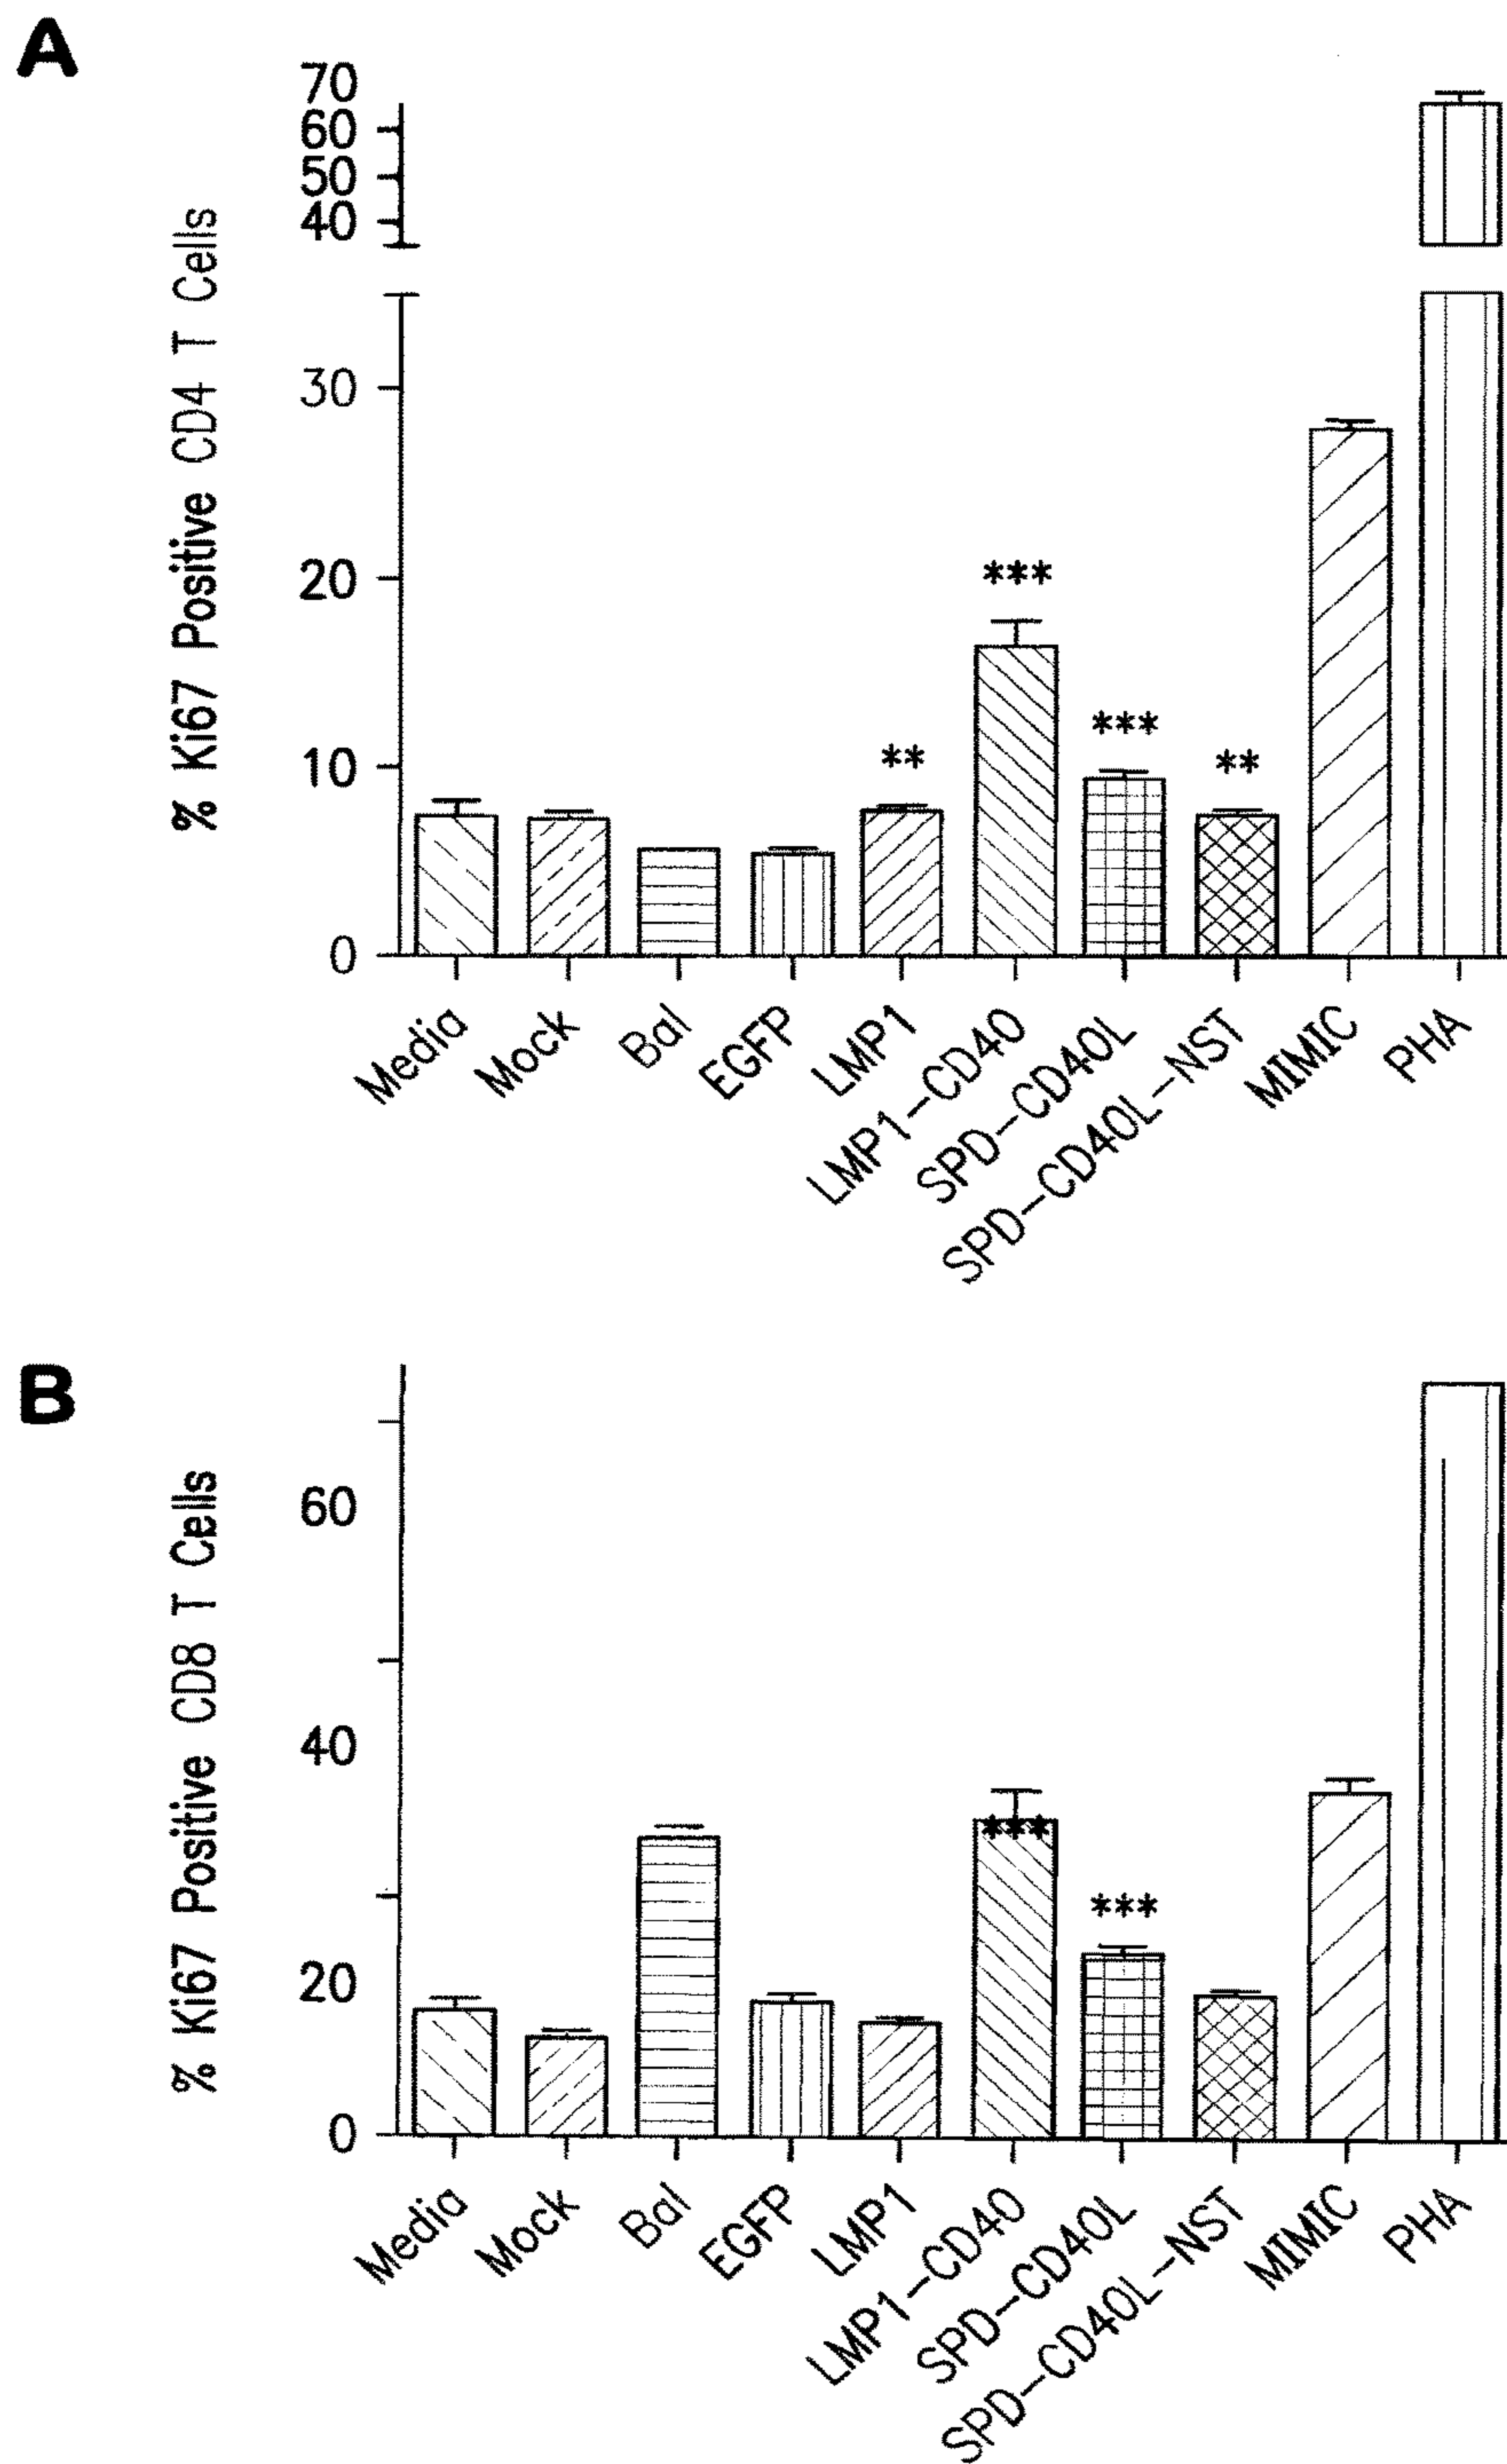 A
% Ki67 Positive CD4 T Cells
70
60
50
40
30
20
10
0
**
***
***
**
Media
Mock
Bal
EGFP
LMP1
LMP1-CD40
SPD-CD40L
SPD-CD40L-NST
MIMIC
PHA
B
% Ki67 Positive CD8 T Cells
60
40
20
0
***
***
Media
Mock
Bal
EGFP
LMP1
LMP1-CD40
SPD-CD40L
SPD-CD40L-NST
MIMIC
PHA